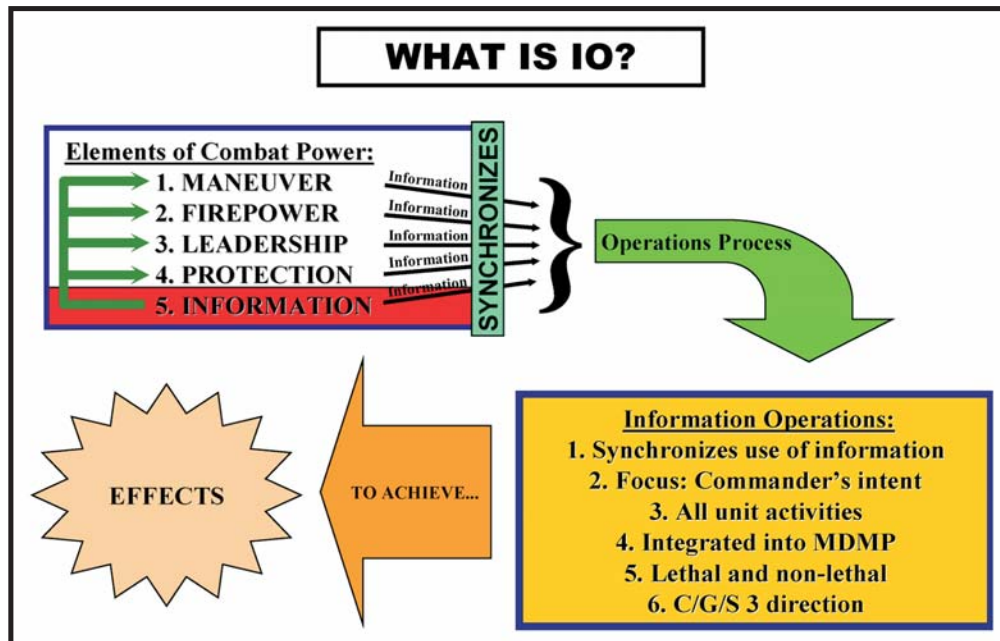 WHAT IS IO?
Elements of Combat Power:
1. MANEUVER
2. FIREPOWER
3. LEADERSHIP
4. PROTECTION
5. INFORMATION
Information
Information
Information
Information
Information
SYNCHRONIZES
Operations Process
Information Operations:
1. Synchronizes use of information
2. Focus: Commander’s intent
3. All unit activities
4. Integrated into MDMP
5. Lethal and non-lethal
6. C/G/S 3 direction
TO ACHIEVE...
EFFECTS